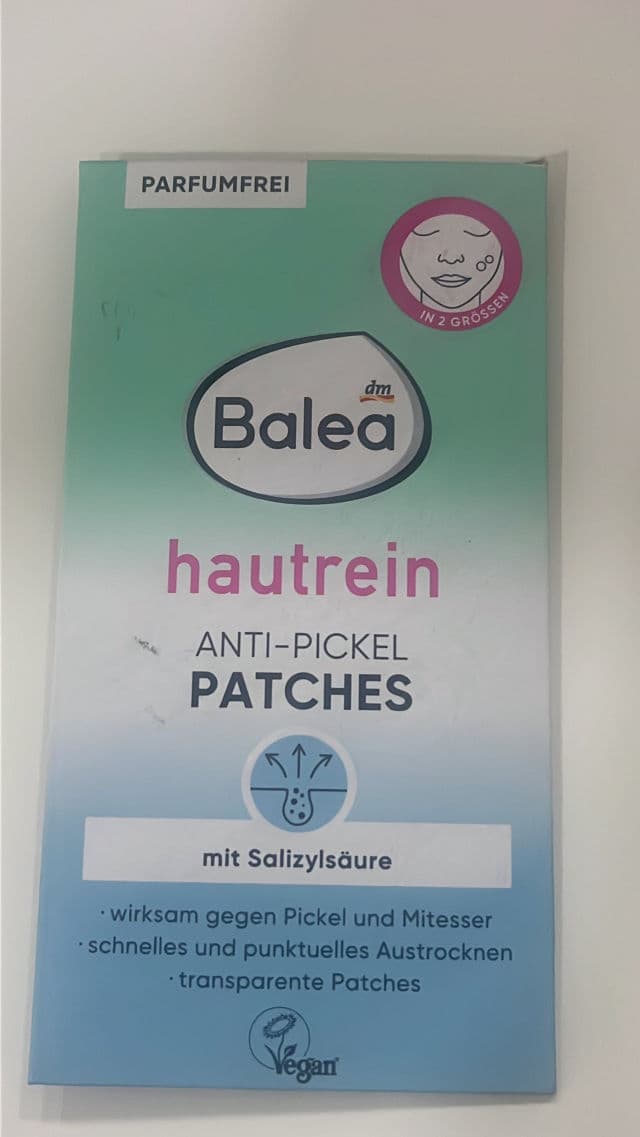 PARFUMFREI
IN 2 GRÖSSEN
dm
Balea
hautrein
ANTI-PICKEL
PATCHES
mit Salizylsäure
· wirksam gegen Pickel und Mitesser
· schnelles und punktuelles Austrocknen
· transparente Patches
Vegan